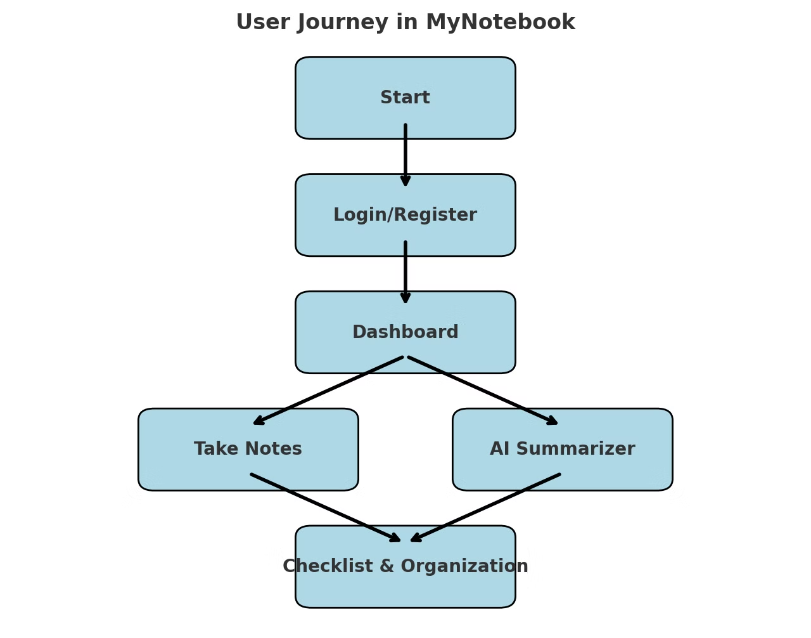 User Journey in MyNotebook
Start
Login/Register
Dashboard
Take Notes
AI Summarizer
Checklist & Organization